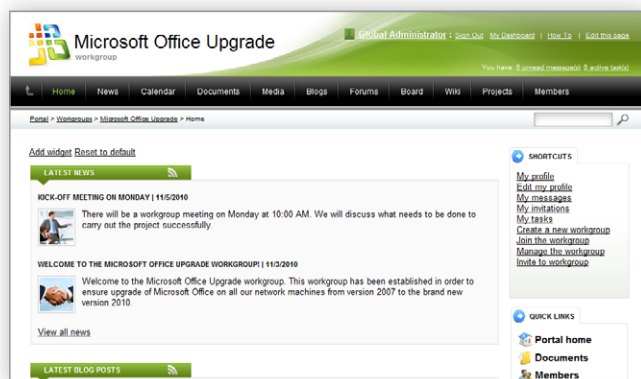 Microsoft Office Upgrade
workgroup
Global Administrator : Sign Out My Dashboard | How To | Edit this page
You have: 0 unread message(s) 0 active task(s)
Home News Calendar Documents Media Blogs Forums Board Wiki Projects Members
Portal > Workgroups > Microsoft Office Upgrade > Home
Add widget Reset to default
LATEST NEWS
KICK-OFF MEETING ON MONDAY | 11/5/2010
There will be a workgroup meeting on Monday at 10:00 AM. We will discuss what needs to be done to
carry out the project successfully.
WELCOME TO THE MICROSOFT OFFICE UPGRADE WORKGROUP! | 11/3/2010
Welcome to the Microsoft Office Upgrade workgroup. This workgroup has been established in order to
ensure upgrade of Microsoft Office on all our network machines from version 2007 to the brand new
version 2010.
View all news
LATEST BLOG POSTS
SHORTCUTS
My profile
Edit my profile
My messages
My invitations
My tasks
Create a new workgroup
Join the workgroup
Manage the workgroup
Invite to workgroup
QUICK LINKS
Portal home
Documents
Members